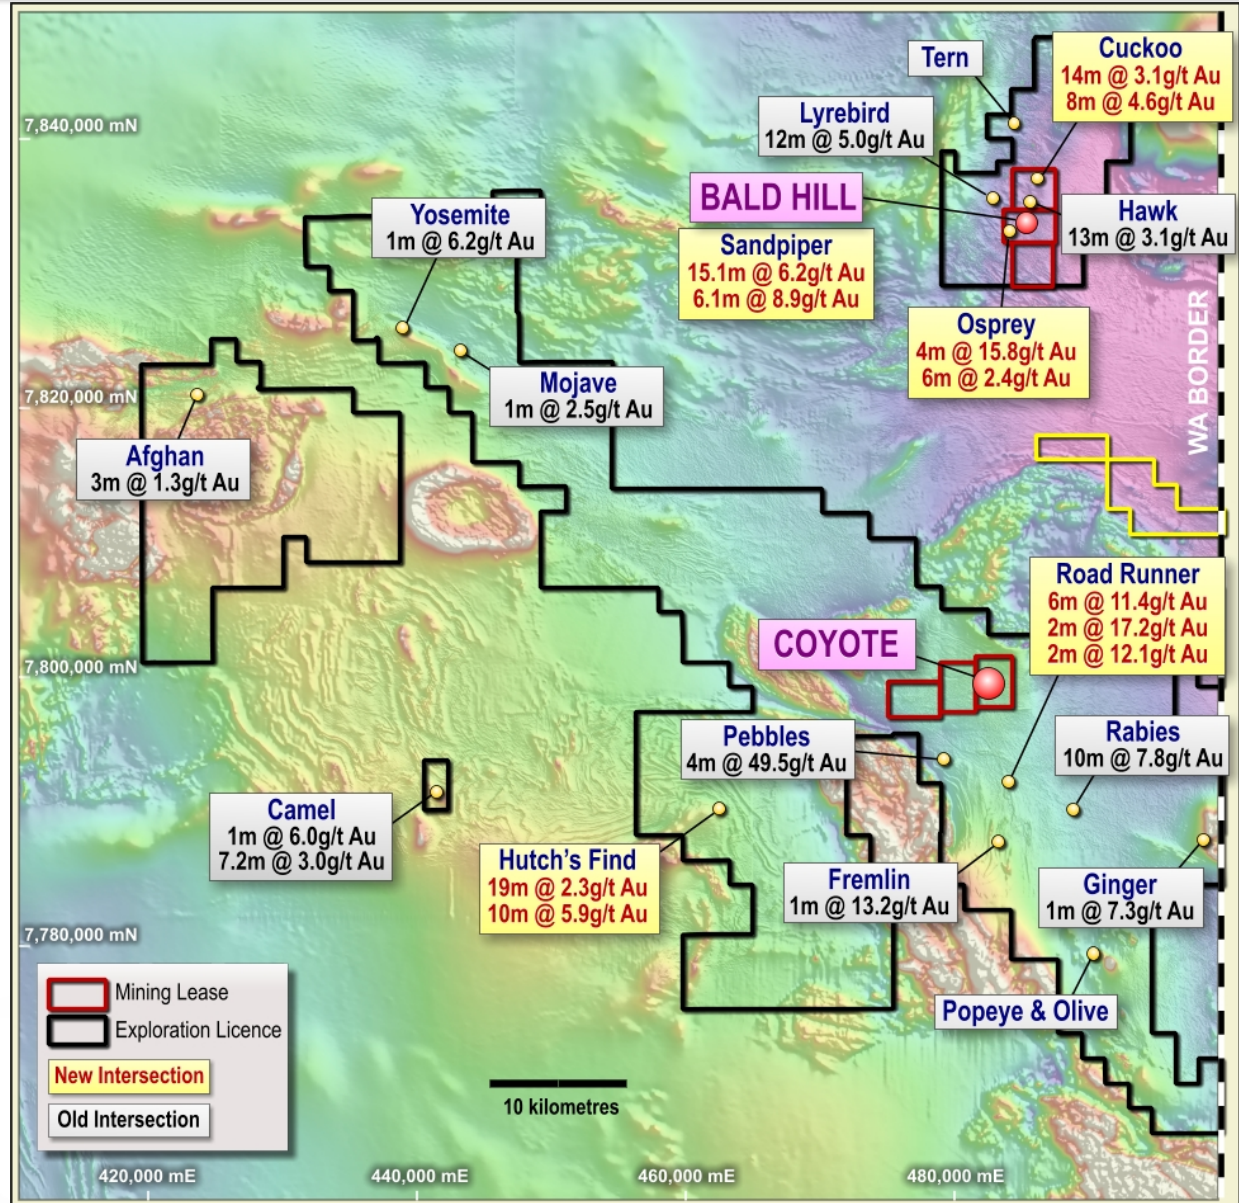 Tern
Cuckoo
14m @ 3.1g/t Au
8m @ 4.6g/t Au
7,840,000 mN
Lyrebird
12m @ 5.0g/t Au
BALD HILL
Yosemite
1m @ 6.2g/t Au
Hawk
13m @ 3.1g/t Au
Sandpiper
15.1m @ 6.2g/t Au
6.1m @ 8.9g/t Au
Osprey
4m @ 15.8g/t Au
6m @ 2.4g/t Au
WA BORDER
7,820,000 mN
Mojave
1m @ 2.5g/t Au
Afghan
3m @ 1.3g/t Au
Road Runner
6m @ 11.4g/t Au
2m @ 17.2g/t Au
2m @ 12.1g/t Au
COYOTE
7,800,000 mN
Pebbles
4m @ 49.5g/t Au
Rabies
10m @ 7.8g/t Au
Camel
1m @ 6.0g/t Au
7.2m @ 3.0g/t Au
Hutch's Find
19m @ 2.3g/t Au
10m @ 5.9g/t Au
Fremlin
1m @ 13.2g/t Au
Ginger
1m @ 7.3g/t Au
7,780,000 mN
Popeye & Olive
Mining Lease
Exploration Licence
New Intersection
Old Intersection
10 kilometres
420,000 mE
440,000 mE
460,000 mE
480,000 mE